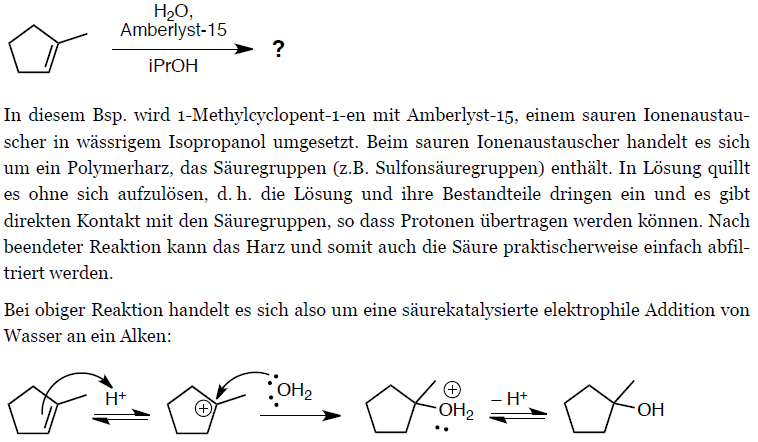 H₂O,
Amberlyst-15
iPrOH
?
In diesem Bsp. wird 1-Methylcyclopent-1-en mit Amberlyst-15, einem sauren Ionenaustau-
scher in wässrigem Isopropanol umgesetzt. Beim sauren Ionenaustauscher handelt es sich
um ein Polymerharz, das Säuregruppen (z.B. Sulfonsäuregruppen) enthält. In Lösung quillt
es ohne sich aufzulösen, d. h. die Lösung und ihre Bestandteile dringen ein und es gibt
direkten Kontakt mit den Säuregruppen, so dass Protonen übertragen werden können. Nach
beendeter Reaktion kann das Harz und somit auch die Säure praktischerweise einfach abfil-
triert werden.
Bei obiger Reaktion handelt es sich also um eine säurekatalysierte elektrophile Addition von
Wasser an ein Alken:
H⁺
+
OH₂
+
OH₂
– H⁺
OH